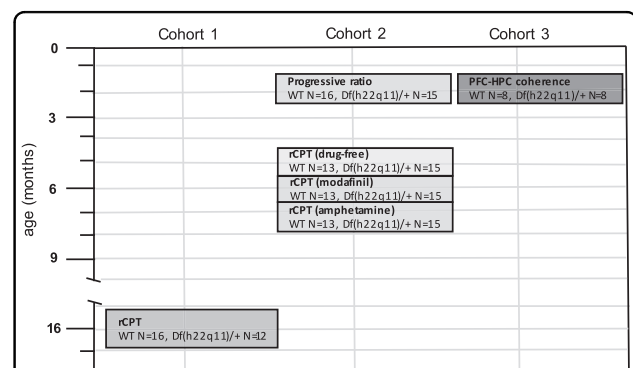 Cohort 1 Cohort 2 Cohort 3
0
Progressive ratio
WT N=16, Df(h22q11)/+ N=15
PFC-HPC coherence
WT N=8, Df(h22q11)/+ N=8
3
age (months)
rCPT (drug-free)
WT N=13, Df(h22q11)/+ N=15
6
rCPT (modafinil)
WT N=13, Df(h22q11)/+ N=15
rCPT (amphetamine)
WT N=13, Df(h22q11)/+ N=15
9
16
rCPT
WT N=16, Df(h22q11)/+ N=12